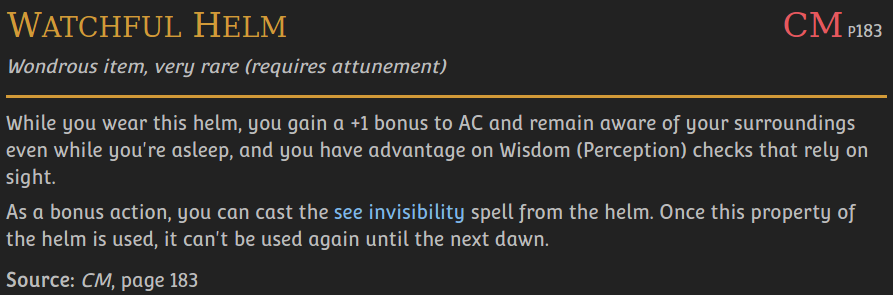 Watchful Helm CM P183
Wondrous item, very rare (requires attunement)
While you wear this helm, you gain a +1 bonus to AC and remain aware of your surroundings
even while you're asleep, and you have advantage on Wisdom (Perception) checks that rely on
sight.
As a bonus action, you can cast the see invisibility spell from the helm. Once this property of
the helm is used, it can't be used again until the next dawn.
Source: CM, page 183